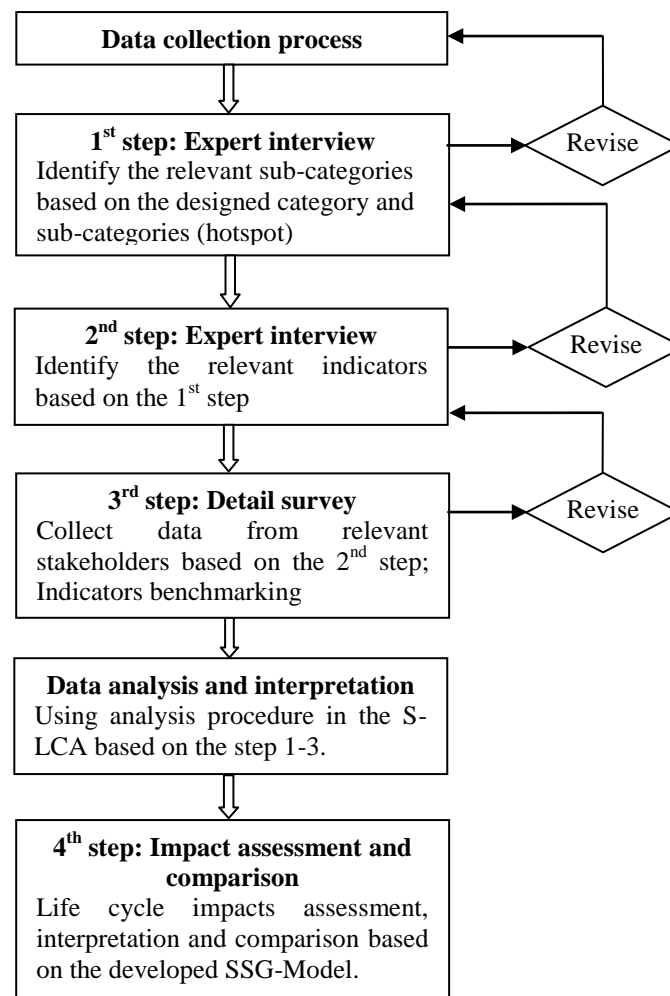 Data collection process
Revise
1st step: Expert interview
Identify the relevant sub-categories
based on the designed category and
sub-categories (hotspot)
2nd step: Expert interview
Identify the relevant indicators
based on the 1st step
Revise
3rd step: Detail survey
Collect data from relevant
stakeholders based on the 2nd step;
Indicators benchmarking
Revise
Data analysis and interpretation
Using analysis procedure in the S-
LCA based on the step 1-3.
4th step: Impact assessment and
comparison
Life cycle impacts assessment,
interpretation and comparison based
on the developed SSG-Model.